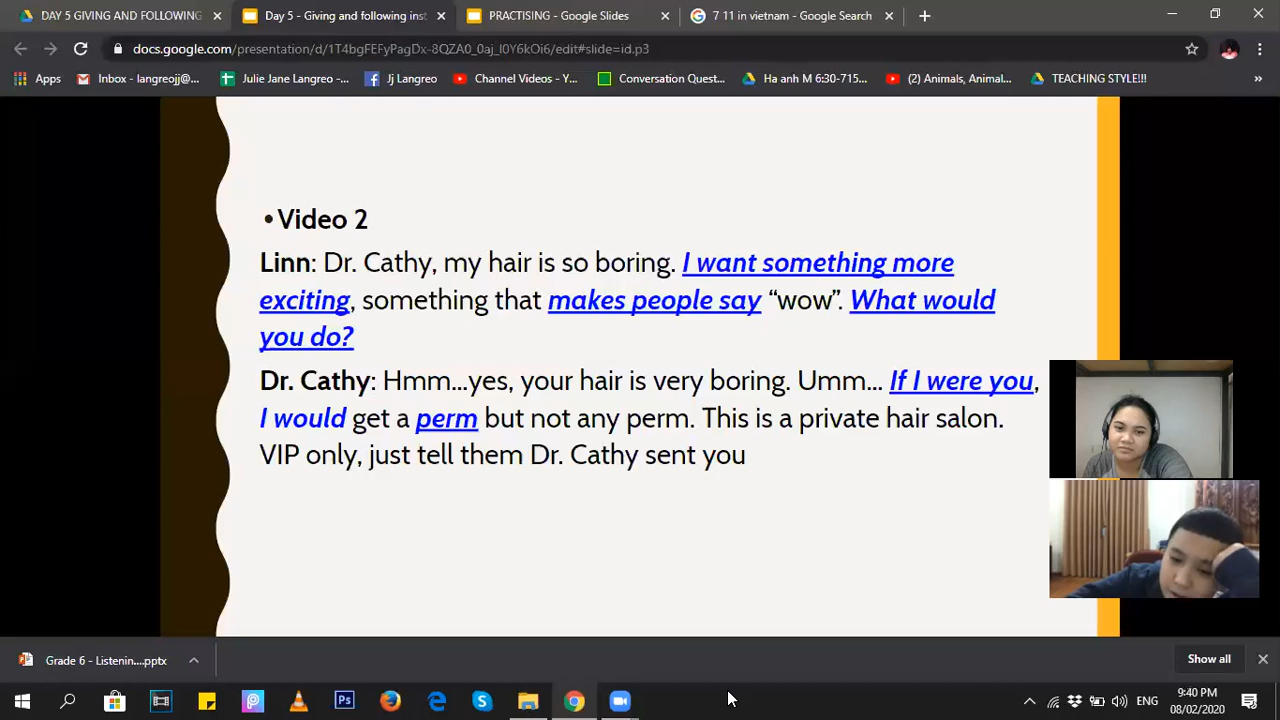 DAY 5 GIVING AND FOLLOWING
Day 5 - Giving and following inst
PRACTISING - Google Slides
7 11 in vietnam - Google Search
docs.google.com/presentation/d/1T4bgFEFyPagDx-8QZA0_0aj_I0Y6kOi6/edit#slide=id.p3
Apps
Inbox - langreojj@...
Julie Jane Langreo -...
Jj Langreo
Channel Videos - Y...
Conversation Quest...
Ha anh M 6:30-715...
(2) Animals, Animal...
TEACHING STYLE!!!
•Video 2
Linn: Dr. Cathy, my hair is so boring. I want something more
exciting, something that makes people say “wow”. What would
you do?
Dr. Cathy: Hmm...yes, your hair is very boring. Umm... If I were you,
I would get a perm but not any perm. This is a private hair salon.
VIP only, just tell them Dr. Cathy sent you
Grade 6 - Listenin....pptx
Show all
Ps
ENG
9:40 PM
08/02/2020